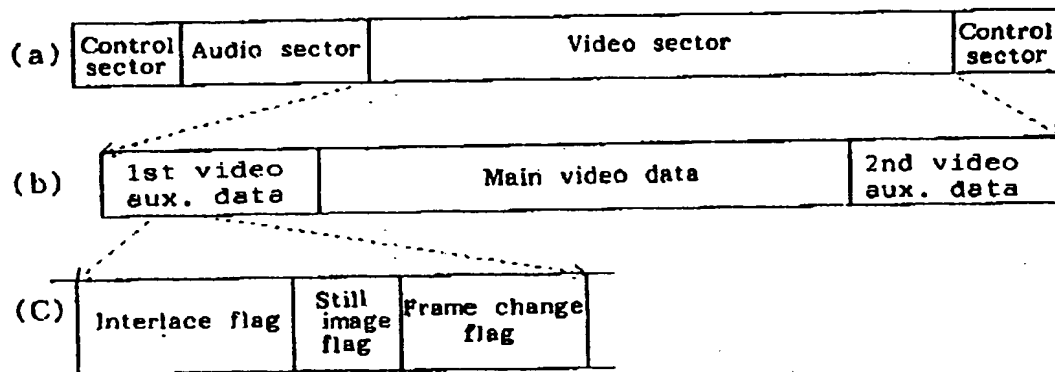 (a)
Control
sector
Audio sector
Video sector
Control
sector
(b)
1st video
aux. data
Main video data
2nd video
aux. data
(C)
Interlace flag
Still
image
flag
Frame change
flag